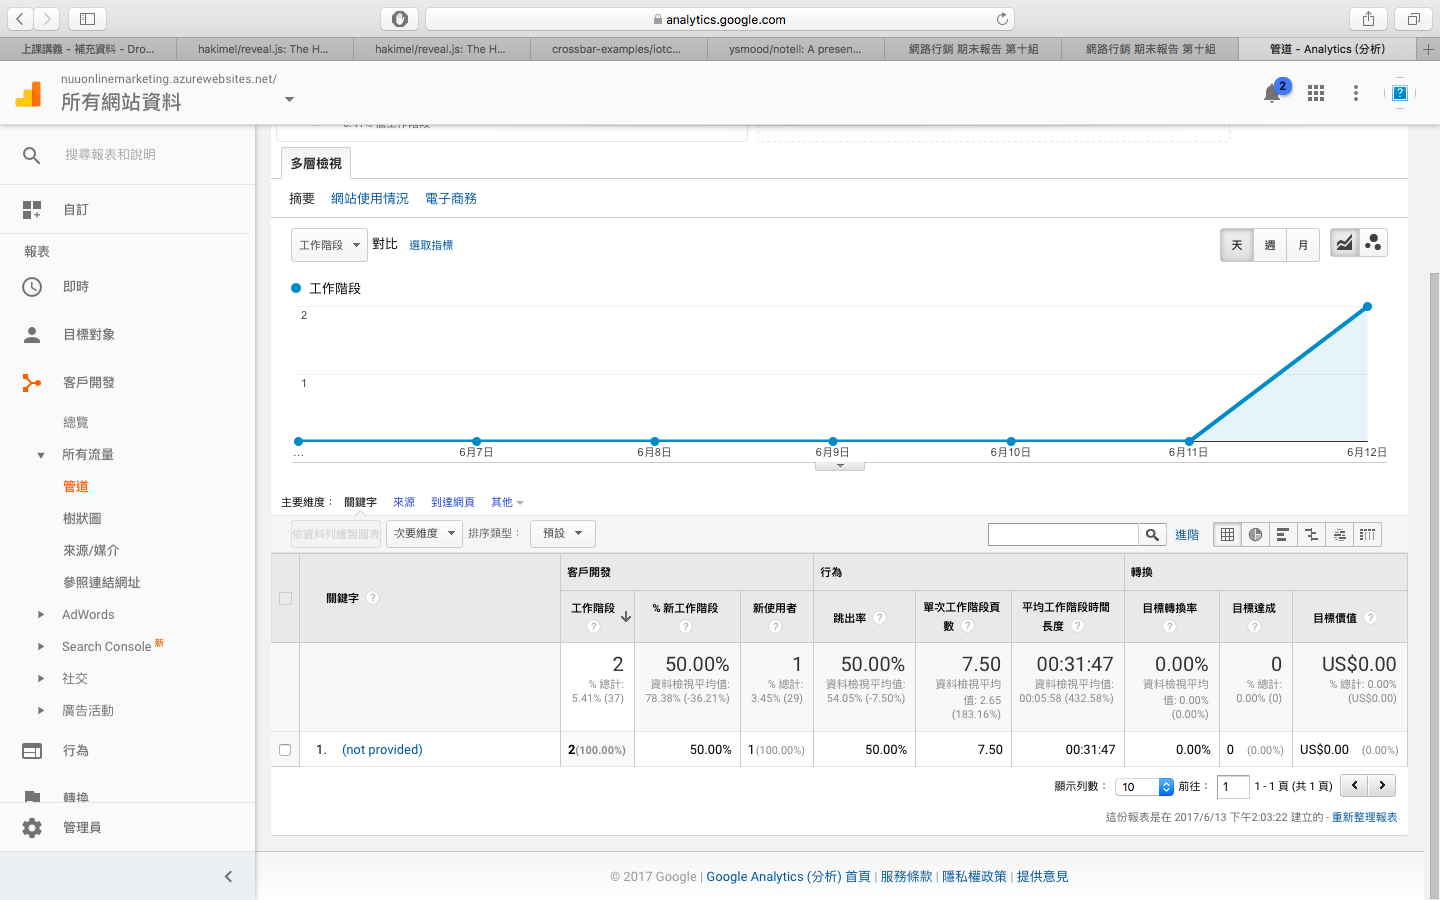 analytics.google.com
上課講義 - 補充資料 - Dro...
hakimel/reveal.js: The H...
hakimel/reveal.js: The H...
crossbar-examples/iotc...
ysmood/notell: A presen...
網路行銷 期末報告 第十組
網路行銷 期末報告 第十組
管道 - Analytics (分析)
nuuonlinemarketing.azurewebsites.net/
所有網站資料
2
搜尋報表和說明
自訂
報表
即時
目標對象
客戶開發
總覽
所有流量
管道
樹狀圖
來源/媒介
參照連結網址
AdWords
Search Console 新
社交
廣告活動
行為
轉換
管理員
多層檢視
摘要 網站使用情況 電子商務
工作階段 對比 選取指標
天 週 月
工作階段
2
1
... 6月7日 6月8日 6月9日 6月10日 6月11日 6月12日
主要維度： 關鍵字 來源 到達網頁 其他
依資料列繪製圖表 次要維度 排序類型： 預設 進階
關鍵字 ?
客戶開發 行為 轉換
工作階段 ? % 新工作階段 ? 新使用者 ? 跳出率 ? 單次工作階段頁數 ? 平均工作階段時間長度 ? 目標轉換率 ? 目標達成 ? 目標價值 ?
2 50.00% 1 50.00% 7.50 00:31:47 0.00% 0 US$0.00
% 總計: 5.41% (37)
資料檢視平均值: 78.38% (-36.21%)
% 總計: 3.45% (29)
資料檢視平均值: 54.05% (-7.50%)
資料檢視平均值: 2.65 (183.16%)
資料檢視平均值: 00:05:58 (432.58%)
資料檢視平均值: 0.00% (0.00%)
% 總計: 0.00% (0)
% 總計: 0.00% (US$0.00)
1. (not provided) 2(100.00%) 50.00% 1(100.00%) 50.00% 7.50 00:31:47 0.00% 0 (0.00%) US$0.00 (0.00%)
顯示列數： 10 前往： 1 1 - 1 頁 (共 1 頁)
這份報表是在 2017/6/13 下午2:03:22 建立的 - 重新整理報表
© 2017 Google | Google Analytics (分析) 首頁 | 服務條款 | 隱私權政策 | 提供意見